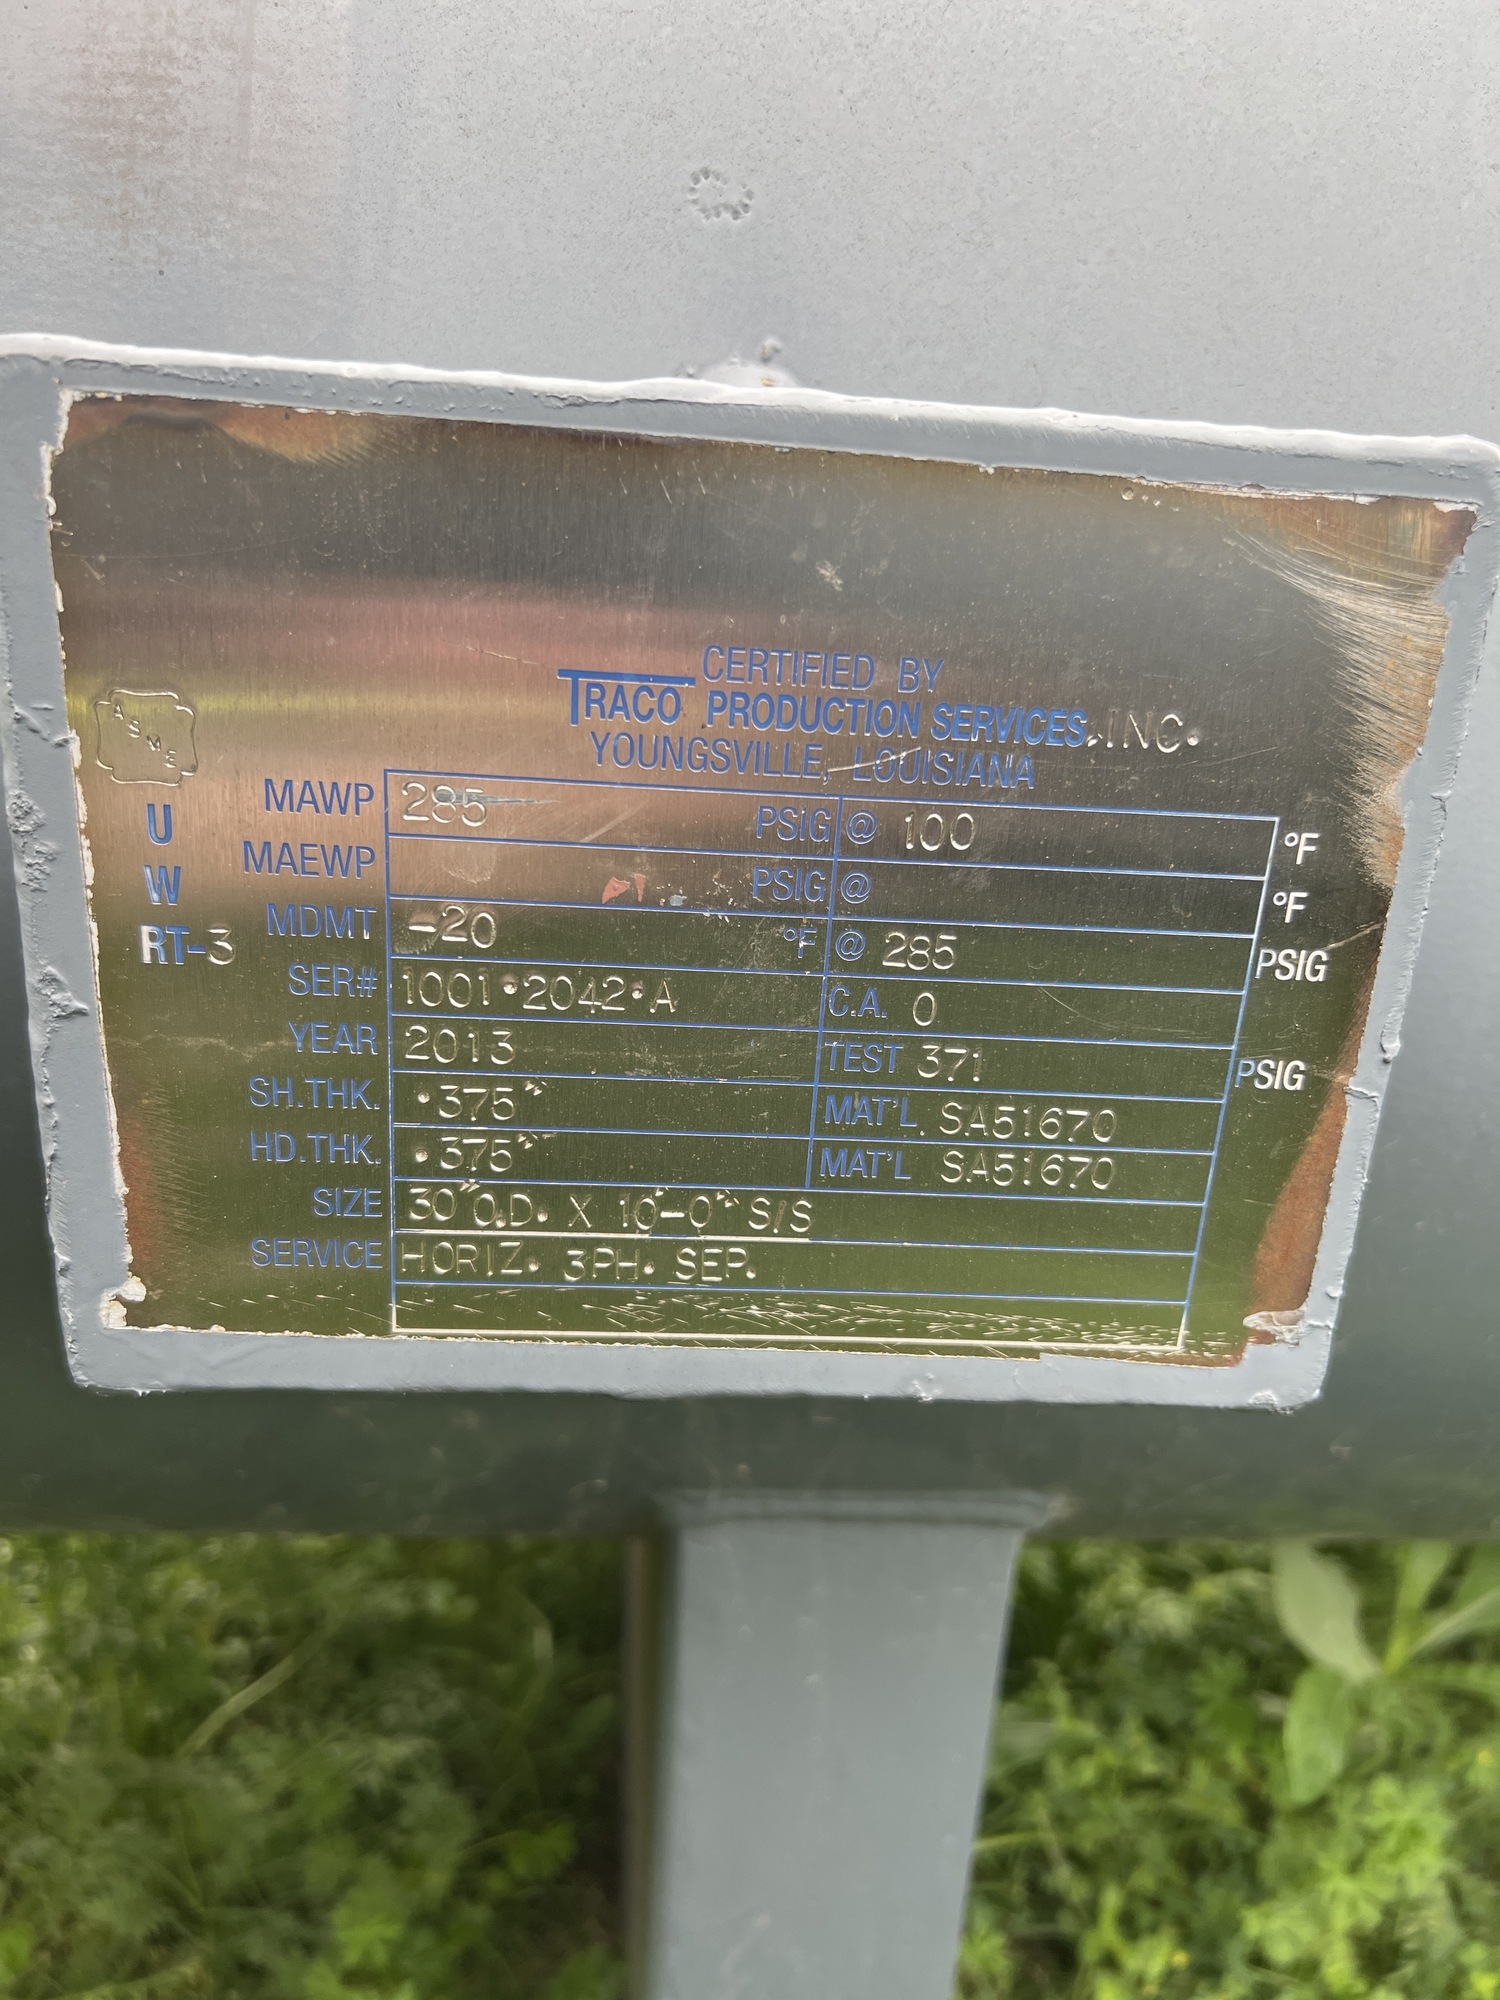 CERTIFIED BY
TRACO PRODUCTION SERVICES, INC.
YOUNGSVILLE, LOUISIANA
ASME
U
W
RT-3
MAWP 285 PSIG @ 100 °F
MAEWP PSIG @ °F
MDMT -20 °F @ 285 PSIG
SER# 1001·2042·A C.A. 0
YEAR 2013 TEST 371 PSIG
SH.THK. .375" MAT'L SA51670
HD.THK. .375" MAT'L SA51670
SIZE 30"O.D. X 10'-0" S/S
SERVICE HORIZ. 3PH. SEP.